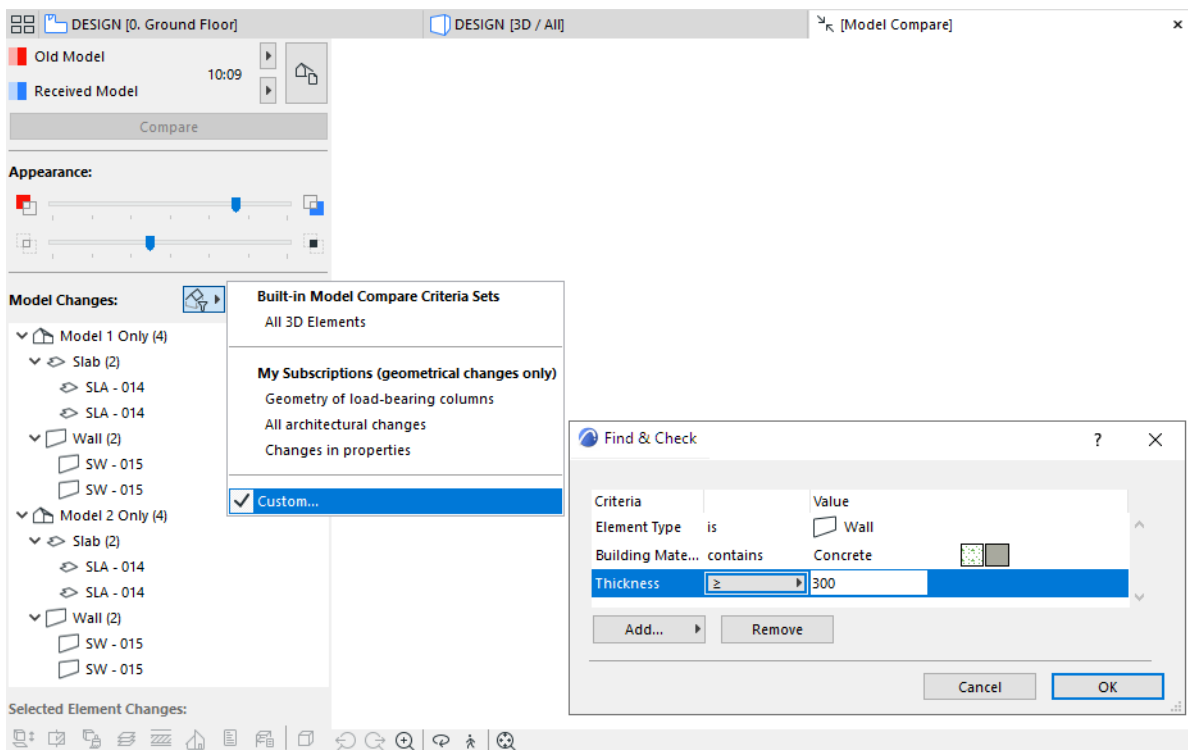 DESIGN [0. Ground Floor]
DESIGN [3D / All]
[Model Compare]
Old Model
10:09
Received Model
Compare
Appearance:
Model Changes:
Model 1 Only (4)
Slab (2)
SLA - 014
SLA - 014
Wall (2)
SW - 015
SW - 015
Model 2 Only (4)
Slab (2)
SLA - 014
SLA - 014
Wall (2)
SW - 015
SW - 015
Selected Element Changes:
Built-in Model Compare Criteria Sets
All 3D Elements
My Subscriptions (geometrical changes only)
Geometry of load-bearing columns
All architectural changes
Changes in properties
Custom...
Find & Check ?
Criteria Value
Element Type is Wall
Building Mate... contains Concrete
Thickness ≥ 300
Add... Remove
Cancel OK